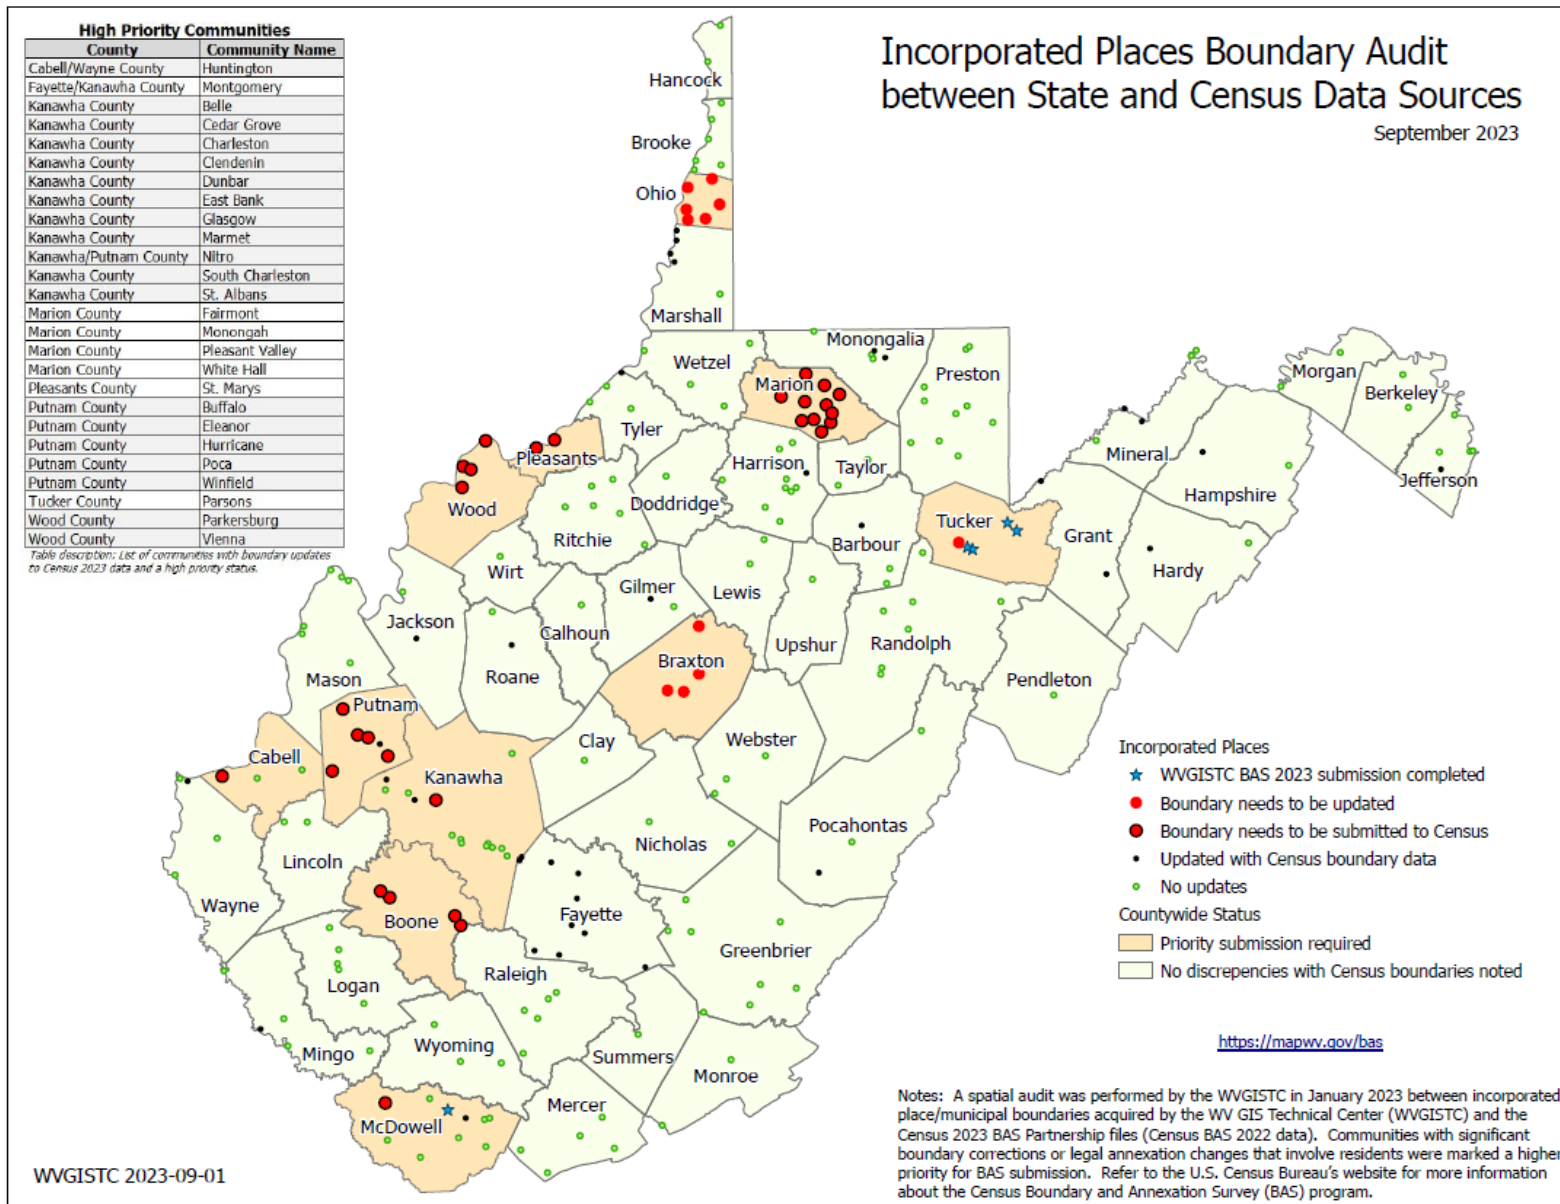 High Priority Communities
County Community Name
Cabell/Wayne County Huntington
Fayette/Kanawha County Montgomery
Kanawha County Belle
Kanawha County Cedar Grove
Kanawha County Charleston
Kanawha County Clendenin
Kanawha County Dunbar
Kanawha County East Bank
Kanawha County Glasgow
Kanawha County Marmet
Kanawha/Putnam County Nitro
Kanawha County South Charleston
Kanawha County St. Albans
Marion County Fairmont
Marion County Monongah
Marion County Pleasant Valley
Marion County White Hall
Pleasants County St. Marys
Putnam County Buffalo
Putnam County Eleanor
Putnam County Hurricane
Putnam County Poca
Putnam County Winfield
Tucker County Parsons
Wood County Parkersburg
Wood County Vienna
Table description: List of communities with boundary updates
to Census 2023 data and a high priority status.
Incorporated Places Boundary Audit
between State and Census Data Sources
September 2023
Hancock
Brooke
Ohio
Marshall
Wetzel
Monongalia
Marion
Preston
Morgan
Berkeley
Jefferson
Tyler
Pleasants
Harrison
Taylor
Mineral
Hampshire
Wood
Doddridge
Ritchie
Tucker
Barbour
Grant
Hardy
Wirt
Gilmer
Lewis
Jackson
Calhoun
Upshur
Randolph
Roane
Braxton
Pendleton
Mason
Putnam
Clay
Webster
Cabell
Kanawha
Pocahontas
Nicholas
Lincoln
Wayne
Boone
Fayette
Greenbrier
Logan
Raleigh
Mingo
Wyoming
Summers
Monroe
Mercer
McDowell
Incorporated Places
WVGISTC BAS 2023 submission completed
Boundary needs to be updated
Boundary needs to be submitted to Census
Updated with Census boundary data
No updates
Countywide Status
Priority submission required
No discrepancies with Census boundaries noted
https://mapwv.gov/bas
Notes: A spatial audit was performed by the WVGISTC in January 2023 between incorporated
place/municipal boundaries acquired by the WV GIS Technical Center (WVGISTC) and the
Census 2023 BAS Partnership files (Census BAS 2022 data). Communities with significant
boundary corrections or legal annexation changes that involve residents were marked a higher
priority for BAS submission. Refer to the U.S. Census Bureau's website for more information
about the Census Boundary and Annexation Survey (BAS) program.
WVGISTC 2023-09-01